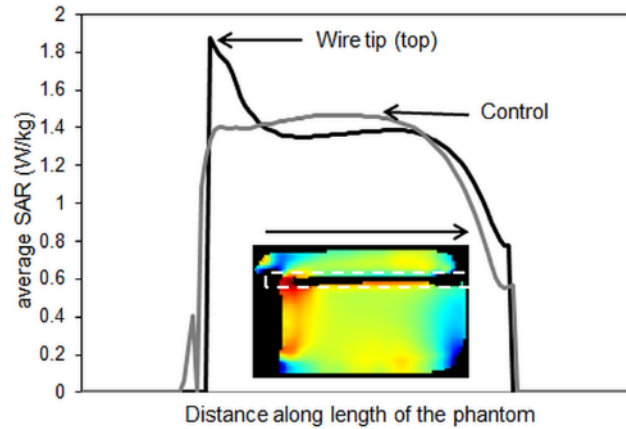 2
1.8
1.6
1.4
1.2
1
0.8
0.6
0.4
0.2
0
average SAR (W/kg)
Wire tip (top)
Control
Distance along length of the phantom